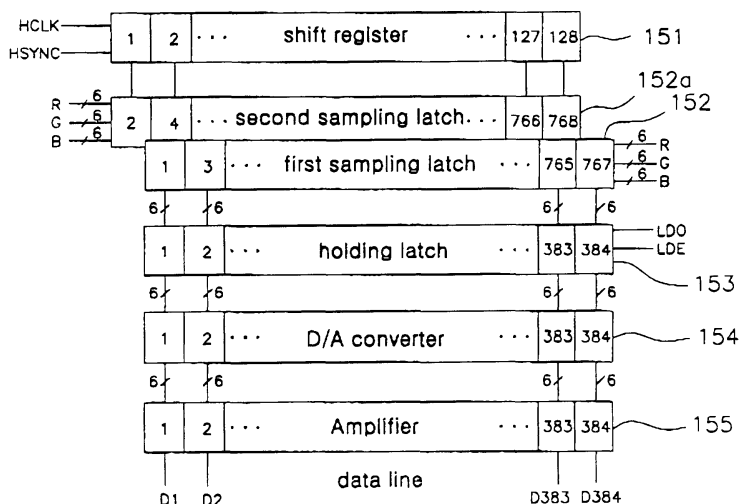 HCLK
HSYNC
1 2 ··· shift register ··· 127 128
151
R 6
G 6
B 6
2 4 ··· second sampling latch ··· 766 768
152a
152
1 3 ··· first sampling latch ··· 765 767
6 R
6 G
6 B
6 6 6 6
1 2 ··· holding latch ··· 383 384
LDO
LDE
153
6 6 6 6
1 2 ··· D/A converter ··· 383 384
154
6 6 6 6
1 2 ··· Amplifier ··· 383 384
155
data line
D1 D2 D383 D384